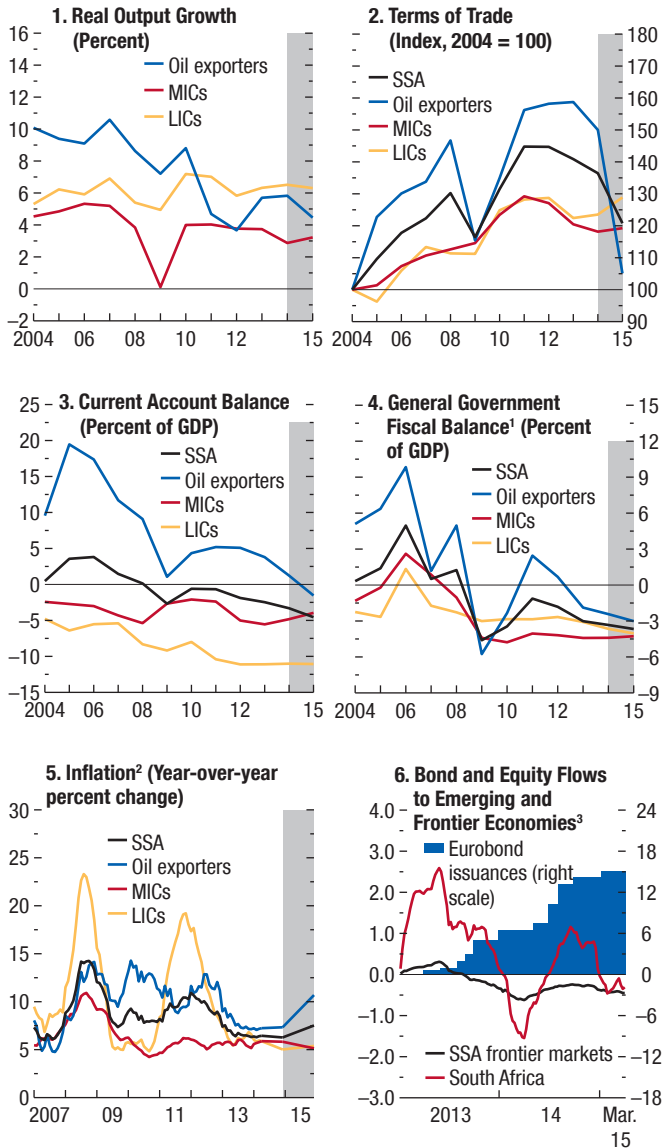 1. Real Output Growth
(Percent)
16
14
12
10
8
6
4
2
0
–2
Oil exporters
MICs
LICs
2004 06 08 10 12 15
2. Terms of Trade
(Index, 2004 = 100)
180
170
160
150
140
130
120
110
100
90
SSA
Oil exporters
MICs
LICs
2004 06 08 10 12 15
3. Current Account Balance
(Percent of GDP)
25
20
15
10
5
0
–5
–10
–15
SSA
Oil exporters
MICs
LICs
2004 06 08 10 12 15
4. General Government
Fiscal Balance¹ (Percent
of GDP)
15
12
9
6
3
0
–3
–6
–9
SSA
Oil exporters
MICs
LICs
2004 06 08 10 12 15
5. Inflation² (Year-over-year
percent change)
30
25
20
15
10
5
0
SSA
Oil exporters
MICs
LICs
2007 09 11 13 15
6. Bond and Equity Flows
to Emerging and
Frontier Economies³
4.0
3.0
2.0
1.0
0.0
–1.0
–2.0
–3.0
24
18
12
6
0
–6
–12
–18
Eurobond
issuances (right
scale)
SSA frontier markets
South Africa
2013 14 Mar.
15